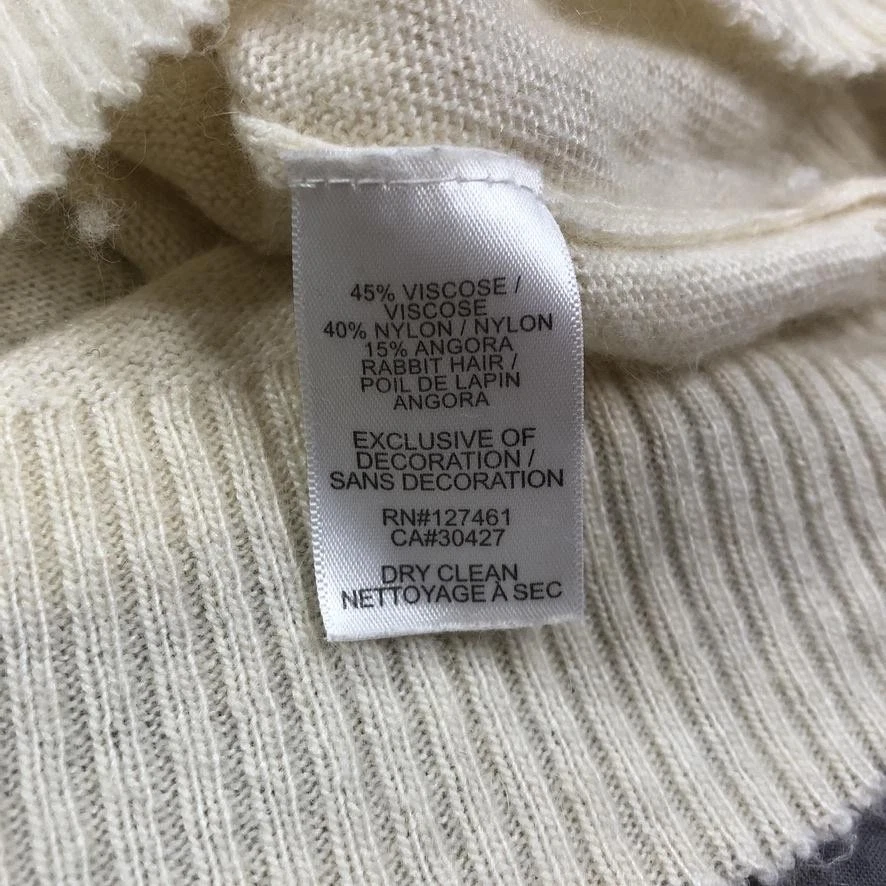 45% VISCOSE /
VISCOSE
40% NYLON / NYLON
15% ANGORA
RABBIT HAIR /
POIL DE LAPIN
ANGORA
EXCLUSIVE OF
DECORATION /
SANS DECORATION
RN#127461
CA#30427
DRY CLEAN
NETTOYAGE À SEC